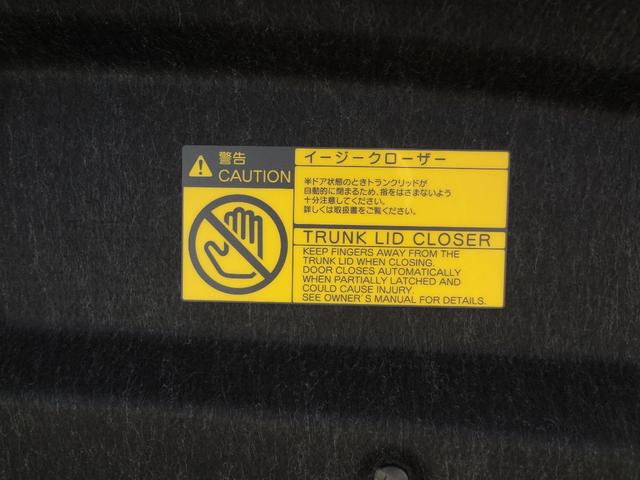 警告
CAUTION
イージークローザー
半ドア状態のときトランクリッドが
自動的に閉まるため、指をはさまないよう
十分注意してください。
詳しくは取扱書をご覧ください。
TRUNK LID CLOSER
KEEP FINGERS AWAY FROM THE
TRUNK LID WHEN CLOSING.
DOOR CLOSES AUTOMATICALLY
WHEN PARTIALLY LATCHED AND
COULD CAUSE INJURY.
SEE OWNER'S MANUAL FOR DETAILS.